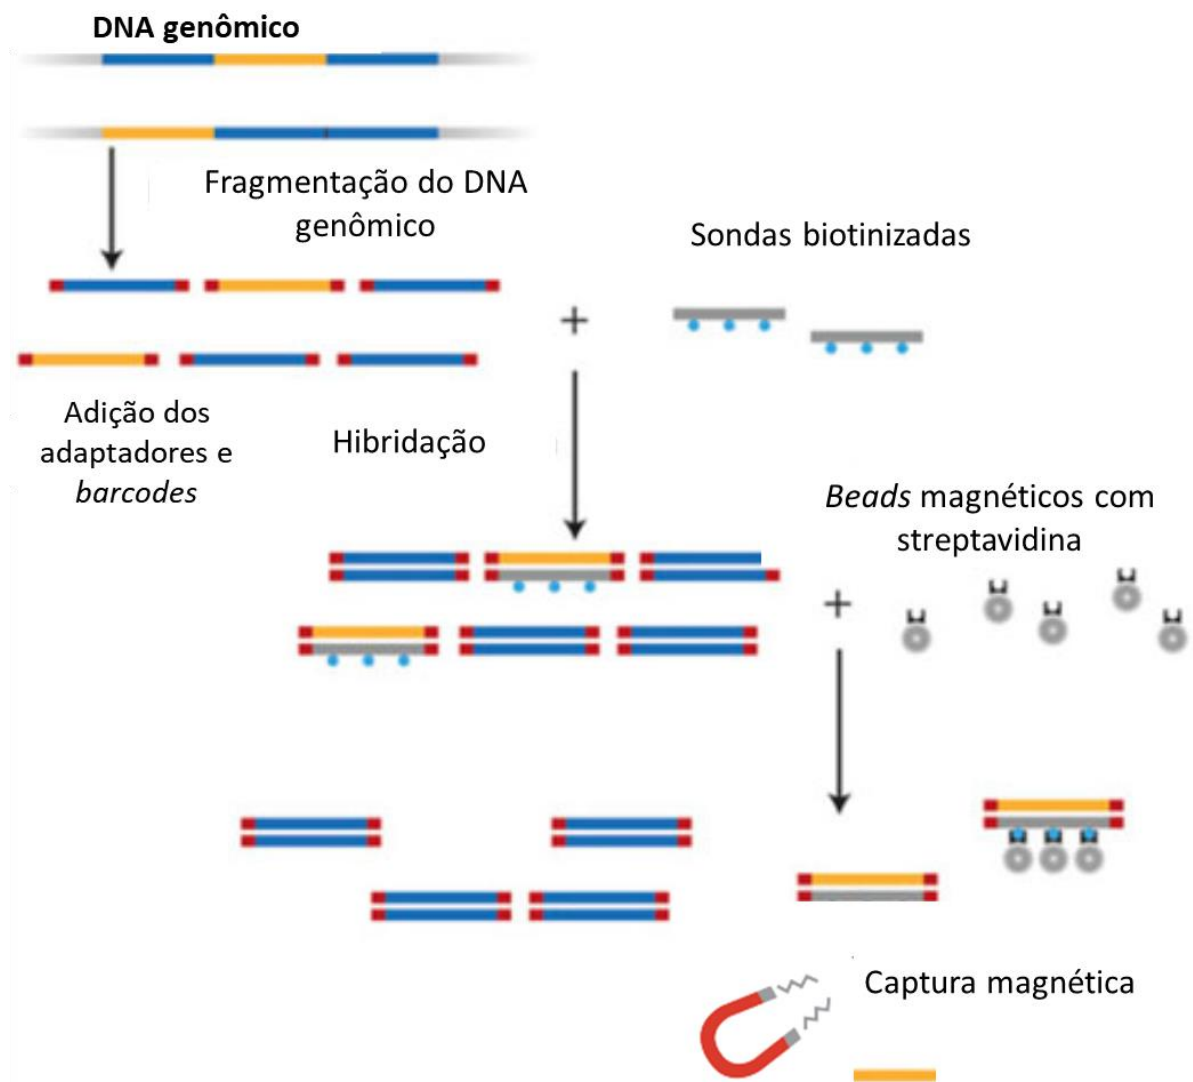 DNA genômico
Fragmentação do DNA
genômico
Sondas biotinizadas
Adição dos
adaptadores e
barcodes
Hibridação
Beads magnéticos com
streptavidina
Captura magnética